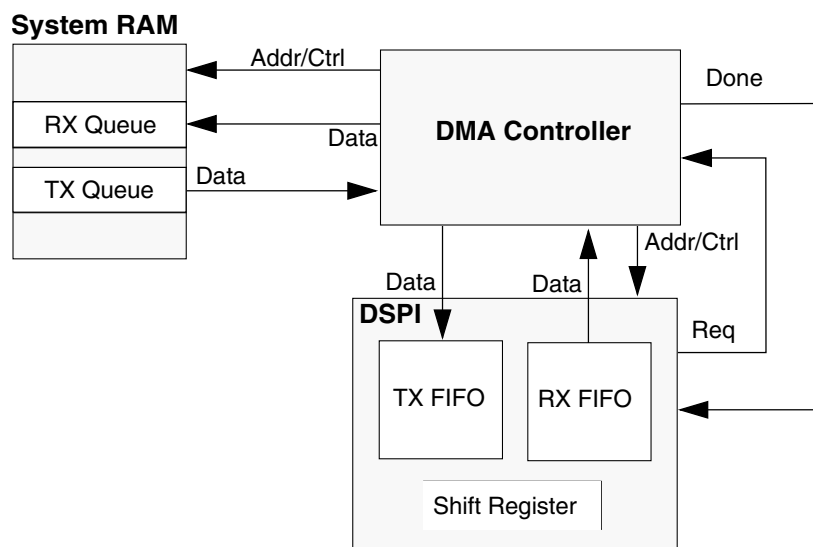 System RAM
Addr/Ctrl
Done
RX Queue
Data
DMA Controller
TX Queue
Data
Addr/Ctrl
Data
Data
DSPI
Req
TX FIFO
RX FIFO
Shift Register